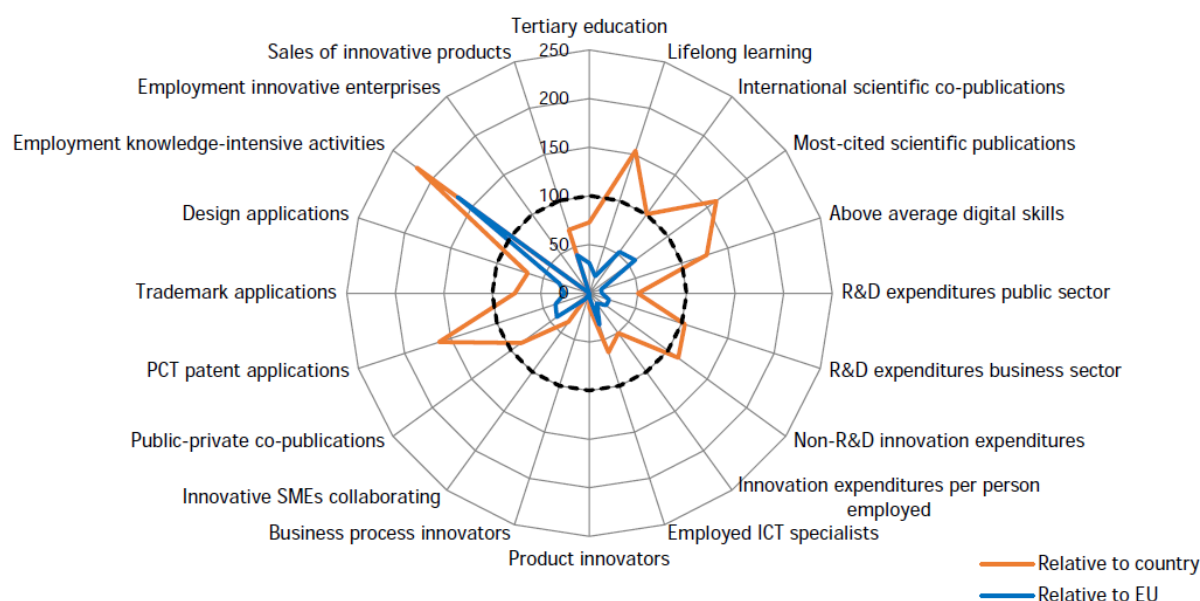 Tertiary education
250
Sales of innovative products
Lifelong learning
Employment innovative enterprises
International scientific co-publications
200
Employment knowledge-intensive activities
Most-cited scientific publications
150
Design applications
Above average digital skills
100
50
Trademark applications
0
R&D expenditures public sector
PCT patent applications
R&D expenditures business sector
Public-private co-publications
Non-R&D innovation expenditures
Innovative SMEs collaborating
Innovation expenditures per person
employed
Business process innovators
Employed ICT specialists
Product innovators
Relative to country
Relative to EU